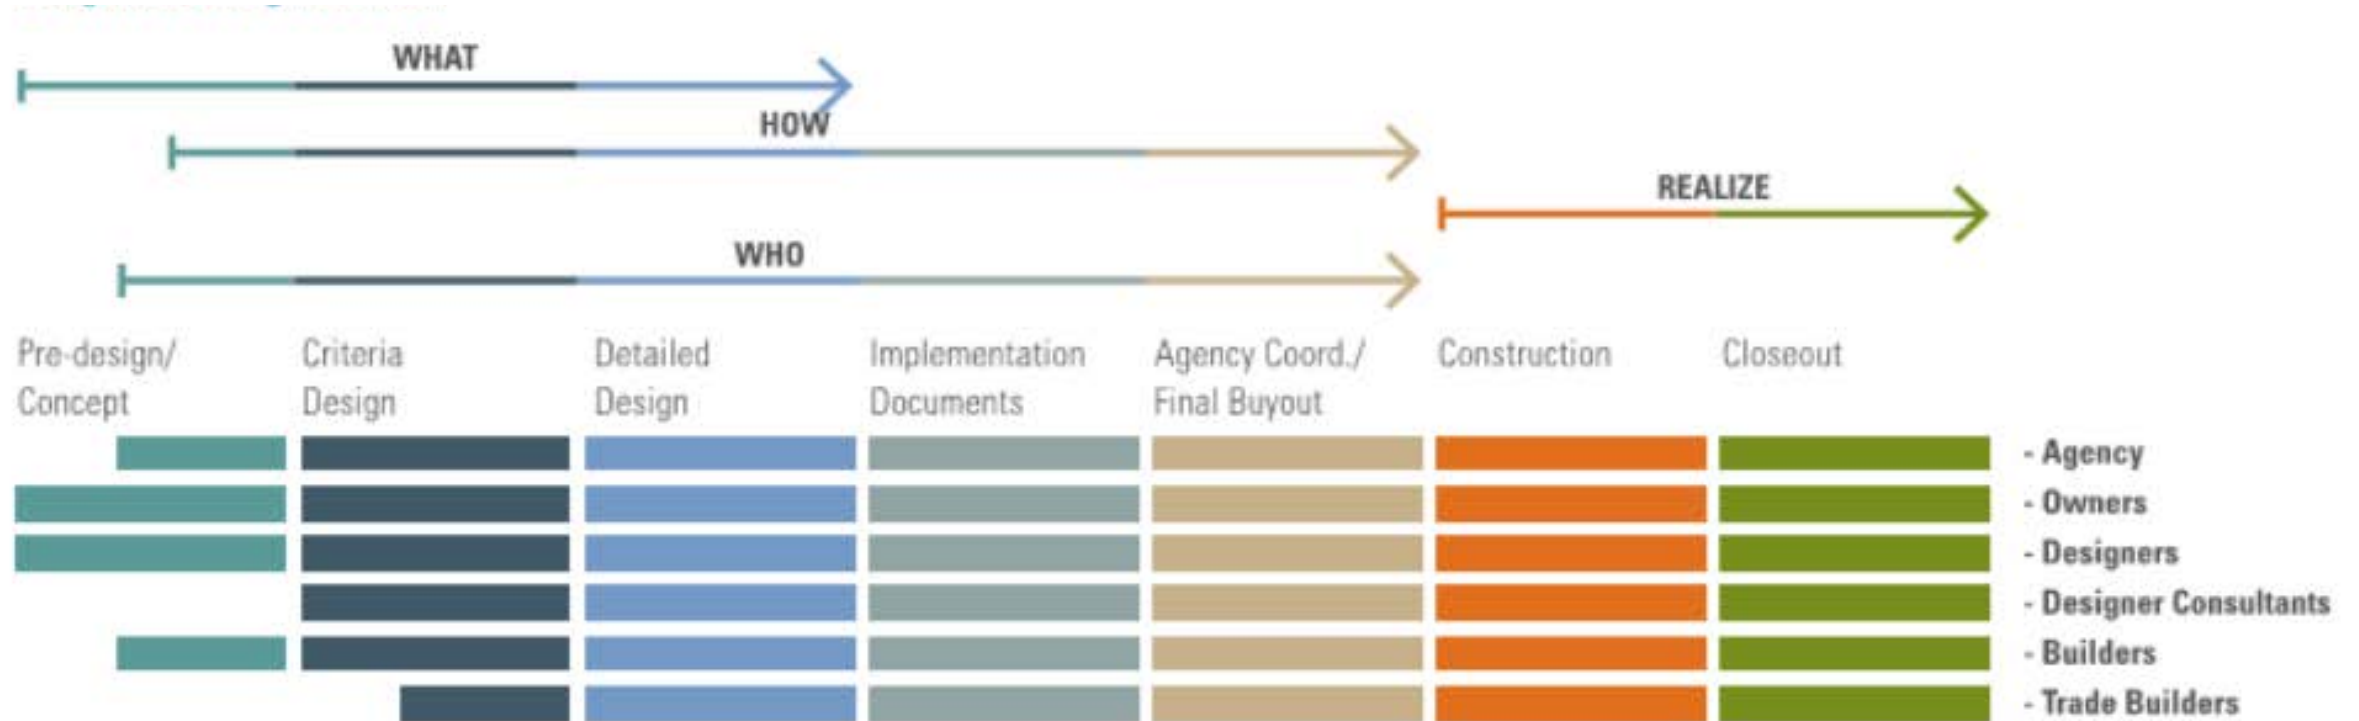 WHAT
HOW
REALIZE
WHO
Pre-design/
Concept
Criteria
Design
Detailed
Design
Implementation
Documents
Agency Coord./
Final Buyout
Construction
Closeout
- Agency
- Owners
- Designers
- Designer Consultants
- Builders
- Trade Builders